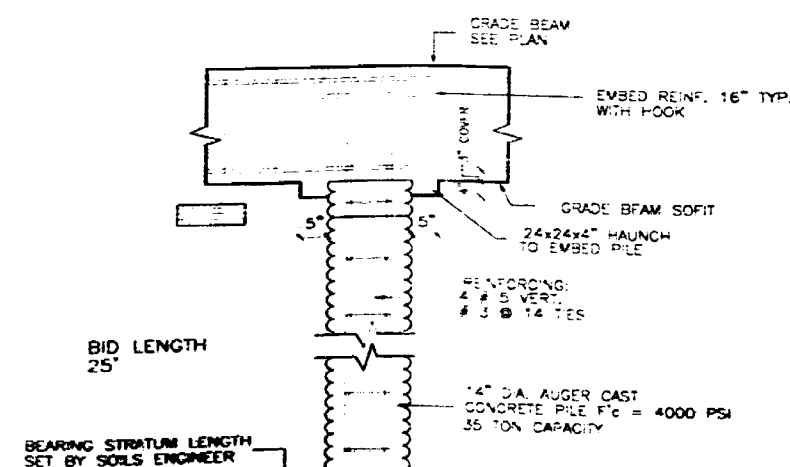 GRADE BEAM
SEE PLAN
EMBED REINF. 16" TYP.
WITH HOOK
1" COVER
4"
GRADE BEAM SOFIT
5"
5"
24x24x4" HAUNCH
TO EMBED PILE
REINFORCING:
4 # 5 VERT.
# 3 @ 14 TIES
BID LENGTH
25'
14" DIA. AUGER CAST
CONCRETE PILE F'c = 4000 PSI
35 TON CAPACITY
BEARING STRATUM LENGTH
SET BY SOILS ENGINEER